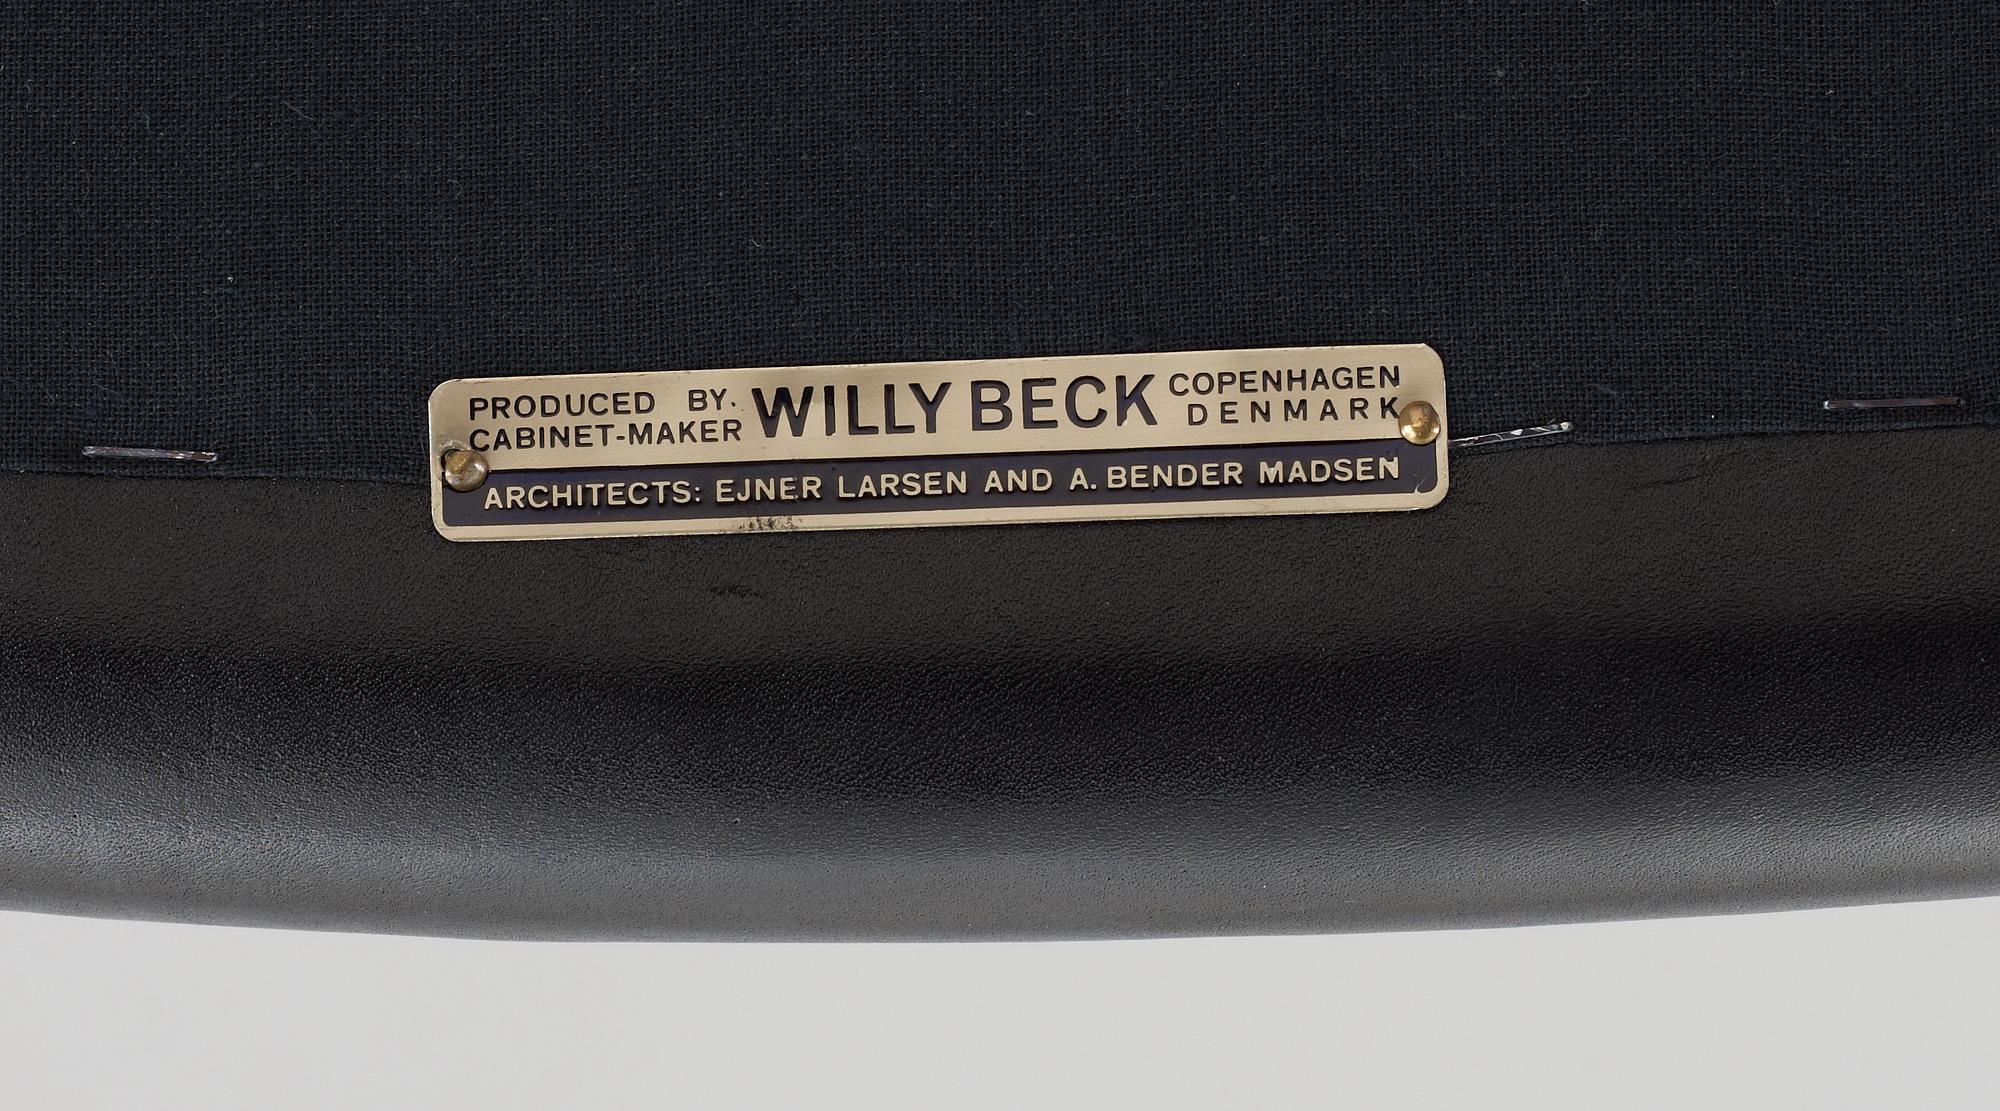 PRODUCED BY.
CABINET-MAKER
WILLY BECK
COPENHAGEN
DENMARK
ARCHITECTS: EJNER LARSEN AND A. BENDER MADSEN